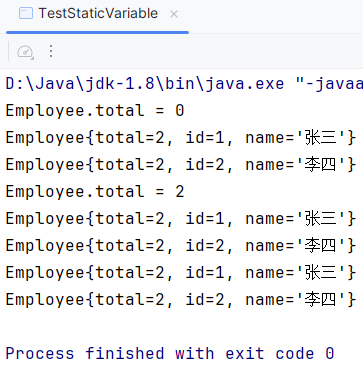 TestStaticVariable
D:\Java\jdk-1.8\bin\java.exe "-javaa
Employee.total = 0
Employee{total=2, id=1, name='张三'}
Employee{total=2, id=2, name='李四'}
Employee.total = 2
Employee{total=2, id=1, name='张三'}
Employee{total=2, id=2, name='李四'}
Employee{total=2, id=1, name='张三'}
Employee{total=2, id=2, name='李四'}
Process finished with exit code 0